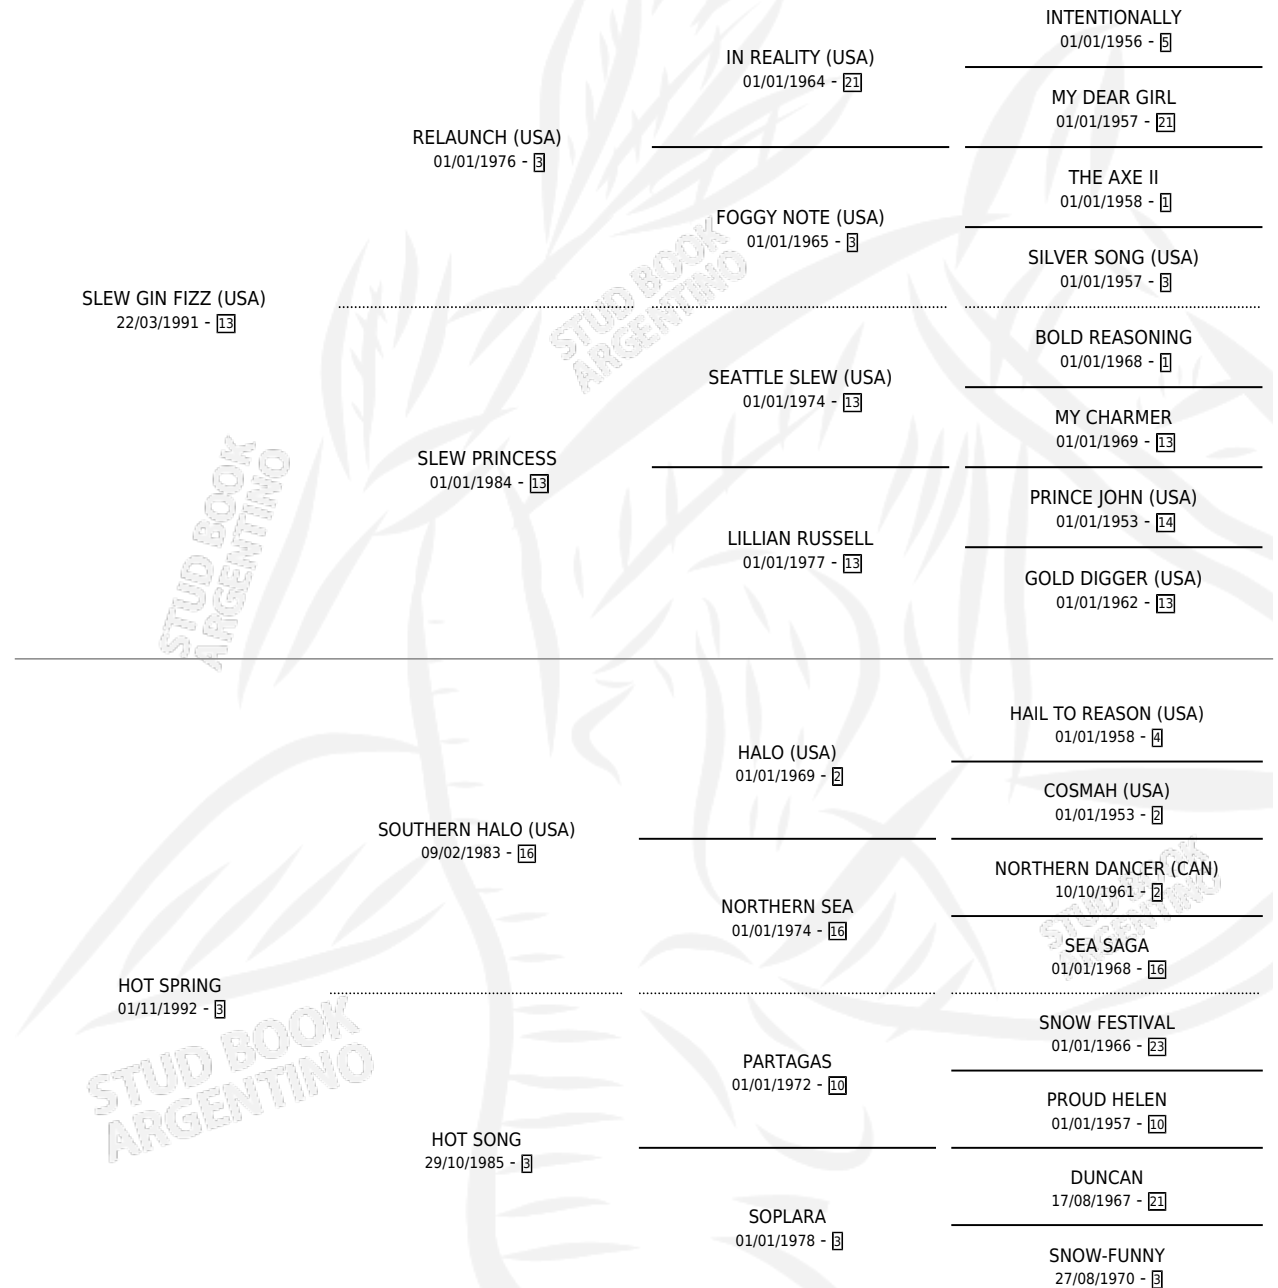 INTENTIONALLY
01/01/1956 - 5
IN REALITY (USA)
01/01/1964 - 21
MY DEAR GIRL
01/01/1957 - 21
RELAUNCH (USA)
01/01/1976 - 3
THE AXE II
01/01/1958 - 1
FOGGY NOTE (USA)
01/01/1965 - 3
SILVER SONG (USA)
01/01/1957 - 3
SLEW GIN FIZZ (USA)
22/03/1991 - 13
BOLD REASONING
01/01/1968 - 1
SEATTLE SLEW (USA)
01/01/1974 - 13
MY CHARMER
01/01/1969 - 13
SLEW PRINCESS
01/01/1984 - 13
PRINCE JOHN (USA)
01/01/1953 - 14
LILLIAN RUSSELL
01/01/1977 - 13
GOLD DIGGER (USA)
01/01/1962 - 13
HAIL TO REASON (USA)
01/01/1958 - 4
HALO (USA)
01/01/1969 - 2
COSMAH (USA)
01/01/1953 - 2
SOUTHERN HALO (USA)
09/02/1983 - 16
NORTHERN DANCER (CAN)
10/10/1961 - 2
NORTHERN SEA
01/01/1974 - 16
SEA SAGA
01/01/1968 - 16
HOT SPRING
01/11/1992 - 3
SNOW FESTIVAL
01/01/1966 - 23
PARTAGAS
01/01/1972 - 10
PROUD HELEN
01/01/1957 - 10
HOT SONG
29/10/1985 - 3
DUNCAN
17/08/1967 - 21
SOPLARA
01/01/1978 - 3
SNOW-FUNNY
27/08/1970 - 3
STUD BOOK
ARGENTINO
STUD BOOK
ARGENTINO
STUD BOOK
ARGENTINO
STUD BOOK
ARGENTINO